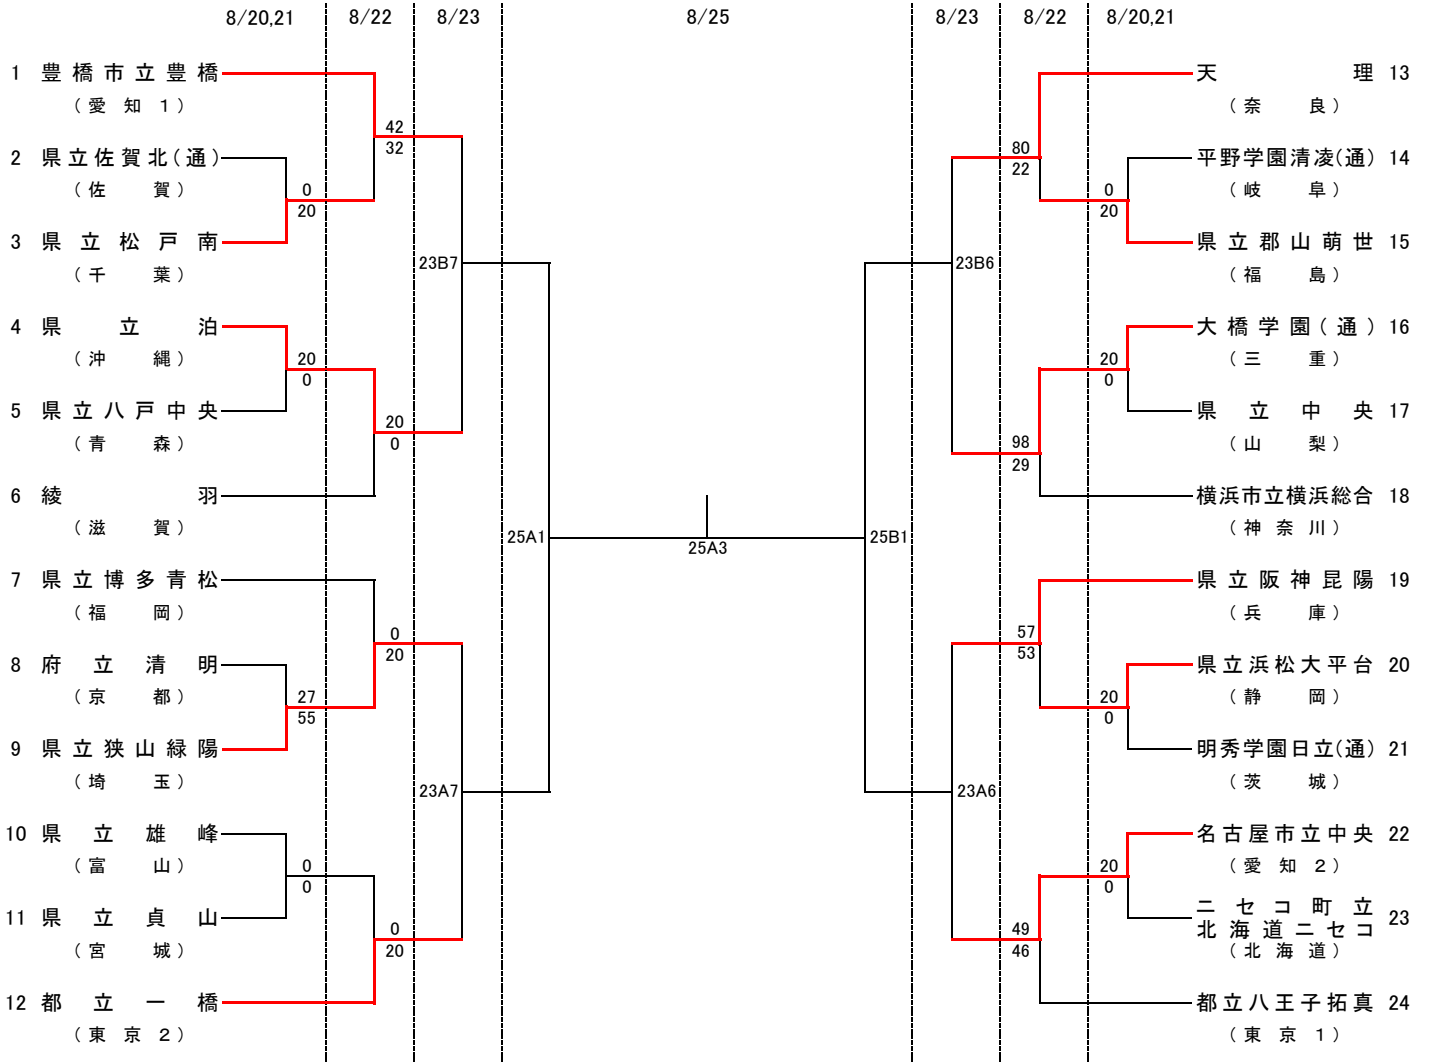 8/20,21 8/22 8/23 8/25 8/23 8/22 8/20,21
1 豊橋市立豊橋
（愛知1）
2 県立佐賀北(通)
（佐賀）
3 県立松戸南
（千葉）
4 県立泊
（沖縄）
5 県立八戸中央
（青森）
6 綾羽
（滋賀）
7 県立博多青松
（福岡）
8 府立清明
（京都）
9 県立狭山緑陽
（埼玉）
10 県立雄峰
（富山）
11 県立貞山
（宮城）
12 都立一橋
（東京2）
0
20
20
0
27
55
0
0
42
32
20
0
0
20
0
20
23B7
23A7
25A1
25A3
25B1
23B6
23A6
80
22
98
29
57
53
49
46
0
20
20
0
20
0
20
0
天理 13
（奈良）
平野学園清凌(通) 14
（岐阜）
県立郡山萌世 15
（福島）
大橋学園(通) 16
（三重）
県立中央 17
（山梨）
横浜市立横浜総合 18
（神奈川）
県立阪神昆陽 19
（兵庫）
県立浜松大平台 20
（静岡）
明秀学園日立(通) 21
（茨城）
名古屋市立中央 22
（愛知2）
ニセコ町立
北海道ニセコ 23
（北海道）
都立八王子拓真 24
（東京1）